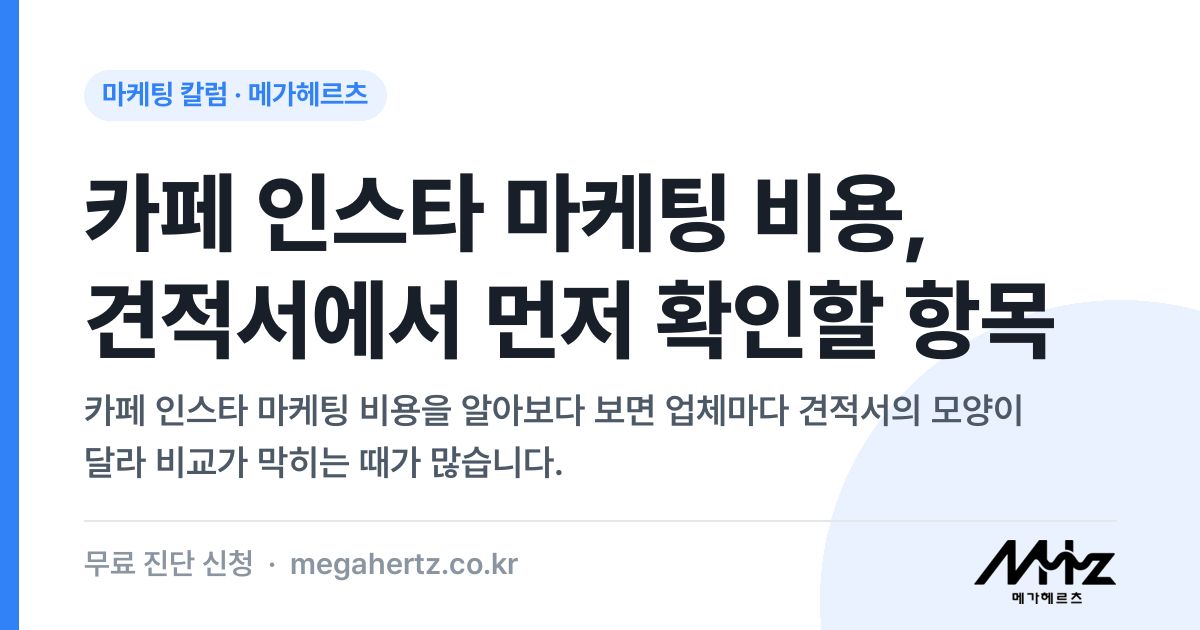 마케팅 칼럼 · 메가헤르츠
카페 인스타 마케팅 비용,
견적서에서 먼저 확인할 항목
카페 인스타 마케팅 비용을 알아보다 보면 업체마다 견적서의 모양이
달라 비교가 막히는 때가 많습니다.
무료 진단 신청 · megahertz.co.kr
MHz
메가헤르츠